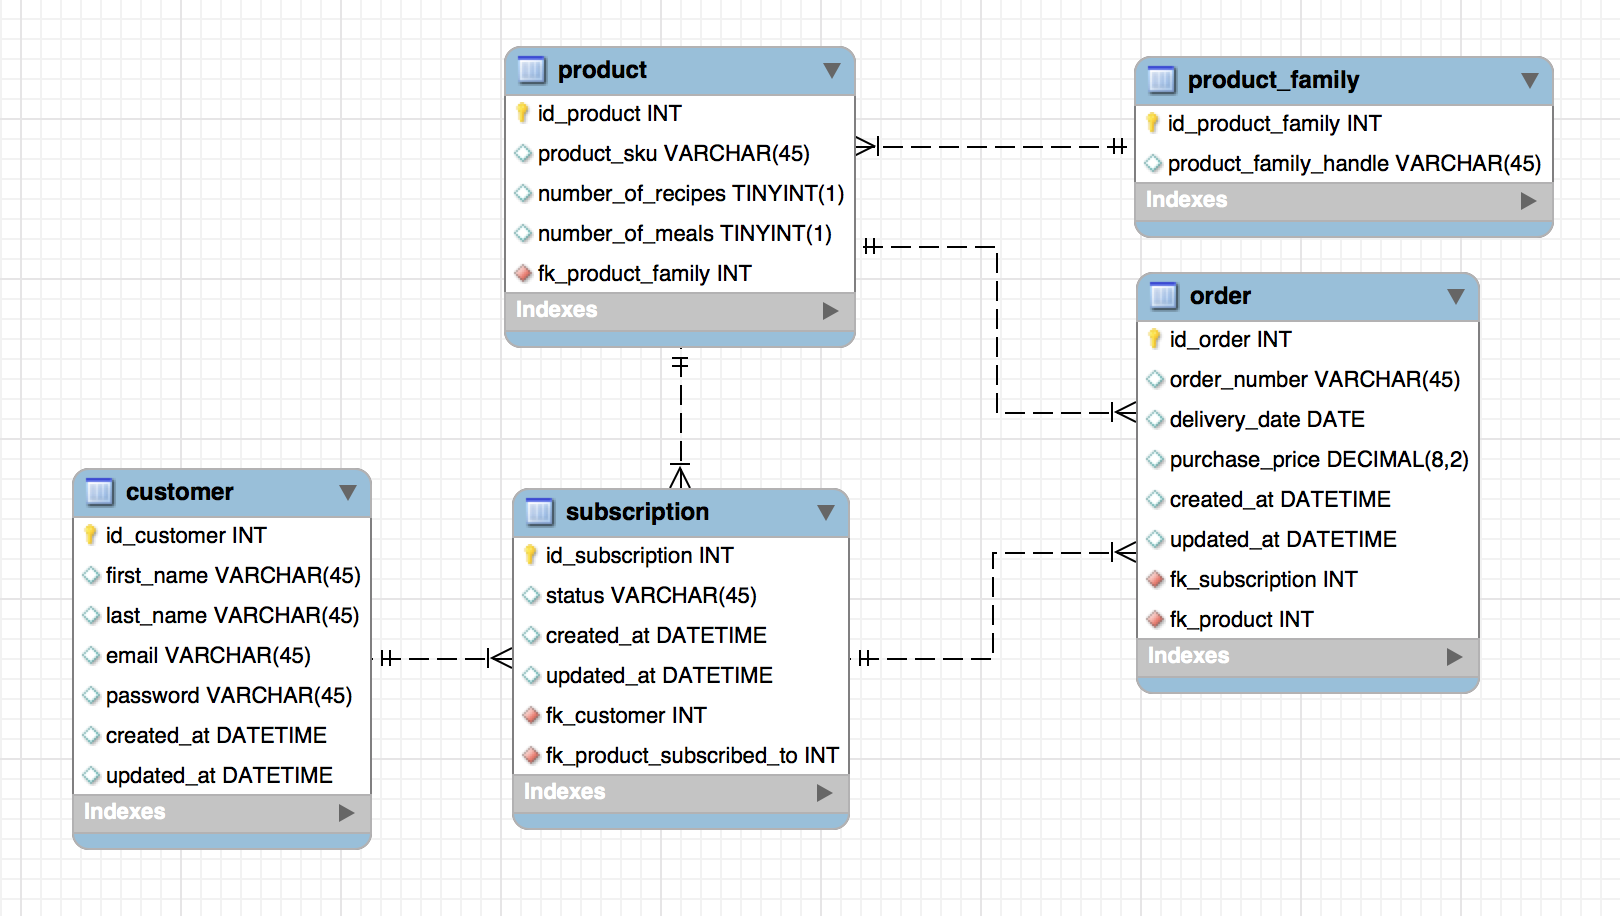 product
id_product INT
product_sku VARCHAR(45)
number_of_recipes TINYINT(1)
number_of_meals TINYINT(1)
fk_product_family INT
Indexes
product_family
id_product_family INT
product_family_handle VARCHAR(45)
Indexes
order
id_order INT
order_number VARCHAR(45)
delivery_date DATE
purchase_price DECIMAL(8,2)
created_at DATETIME
updated_at DATETIME
fk_subscription INT
fk_product INT
Indexes
customer
id_customer INT
first_name VARCHAR(45)
last_name VARCHAR(45)
email VARCHAR(45)
password VARCHAR(45)
created_at DATETIME
updated_at DATETIME
Indexes
subscription
id_subscription INT
status VARCHAR(45)
created_at DATETIME
updated_at DATETIME
fk_customer INT
fk_product_subscribed_to INT
Indexes